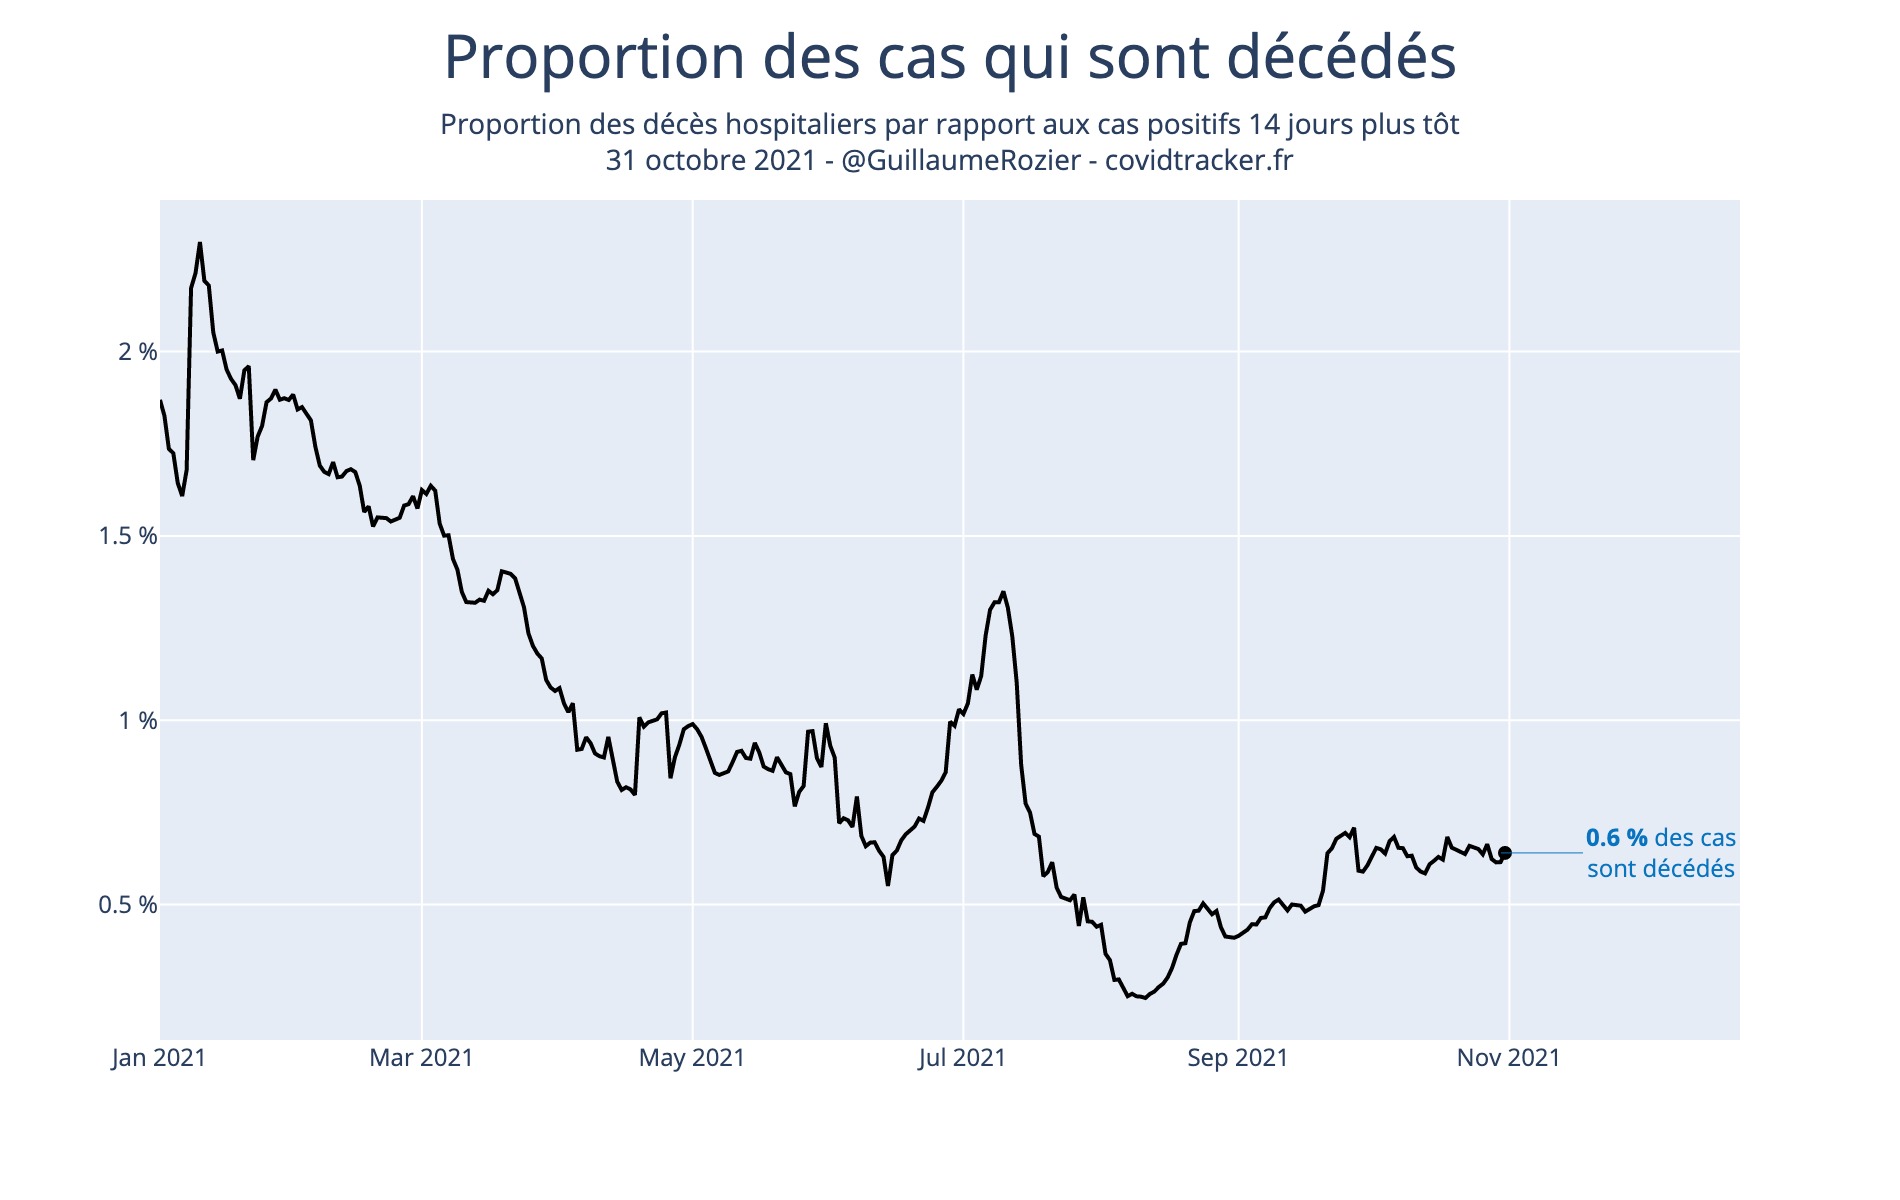 Proportion des cas qui sont décédés
Proportion des décès hospitaliers par rapport aux cas positifs 14 jours plus tôt
31 octobre 2021 - @GuillaumeRozier - covidtracker.fr
2 %
1.5 %
1 %
0.5 %
0.6 % des cas
sont décédés
Jan 2021
Mar 2021
May 2021
Jul 2021
Sep 2021
Nov 2021